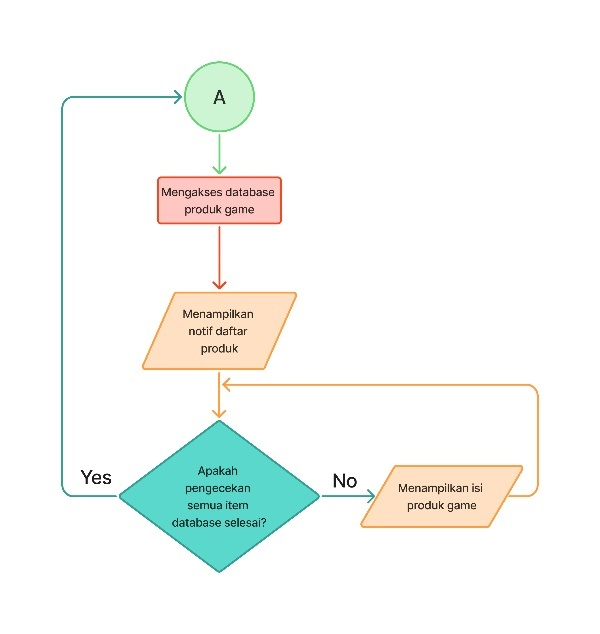 A
Mengakses database
produk game
Menampilkan
notif daftar
produk
Apakah
pengecekan
semua item
database selesai?
Yes
No
Menampilkan isi
produk game